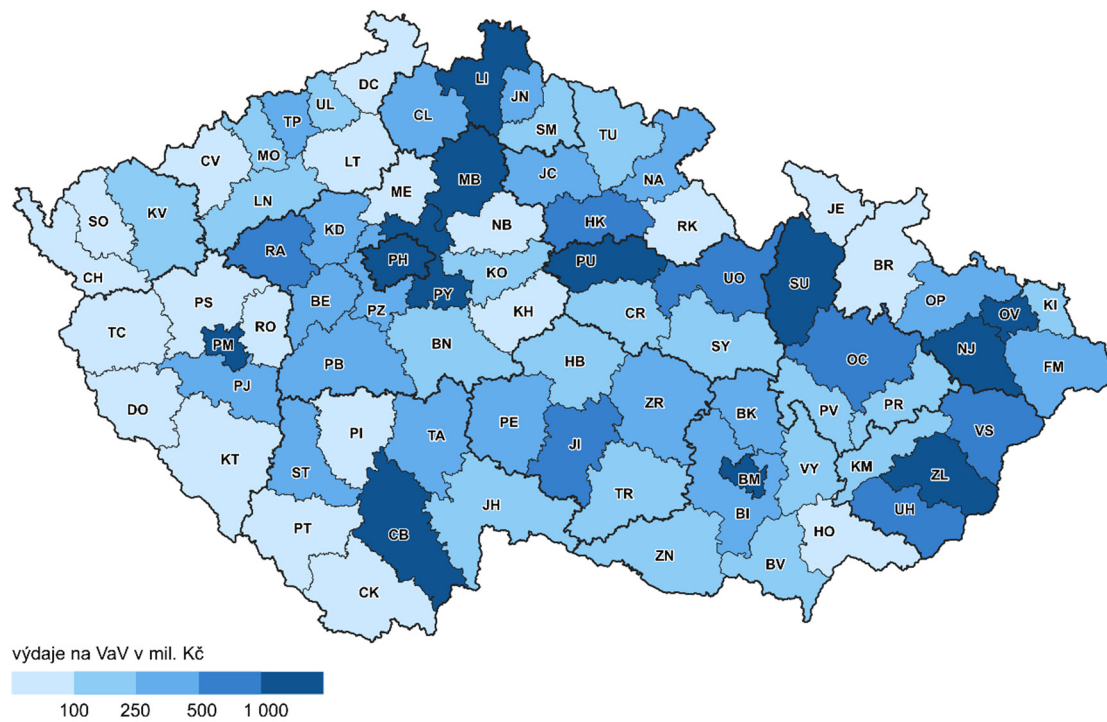 DC
LI
UL
JN
TP
CL
SM
TU
MO
CV
LT
JC
NA
MB
ME
LN
KV
SO
NB
HK
RK
JE
KD
RA
PH
KO
PU
CH
BR
UO
SU
PY
BE
PS
PZ
OP
KI
RO
KH
CR
OV
TC
PM
BN
SY
NJ
HB
OC
FM
PB
PJ
ZR
PR
DO
PE
BK
PV
VS
PI
TA
JI
KT
ST
BM
VY
KM
ZL
TR
JH
BI
UH
PT
CB
HO
ZN
BV
CK
výdaje na VaV v mil. Kč
100 250 500 1 000